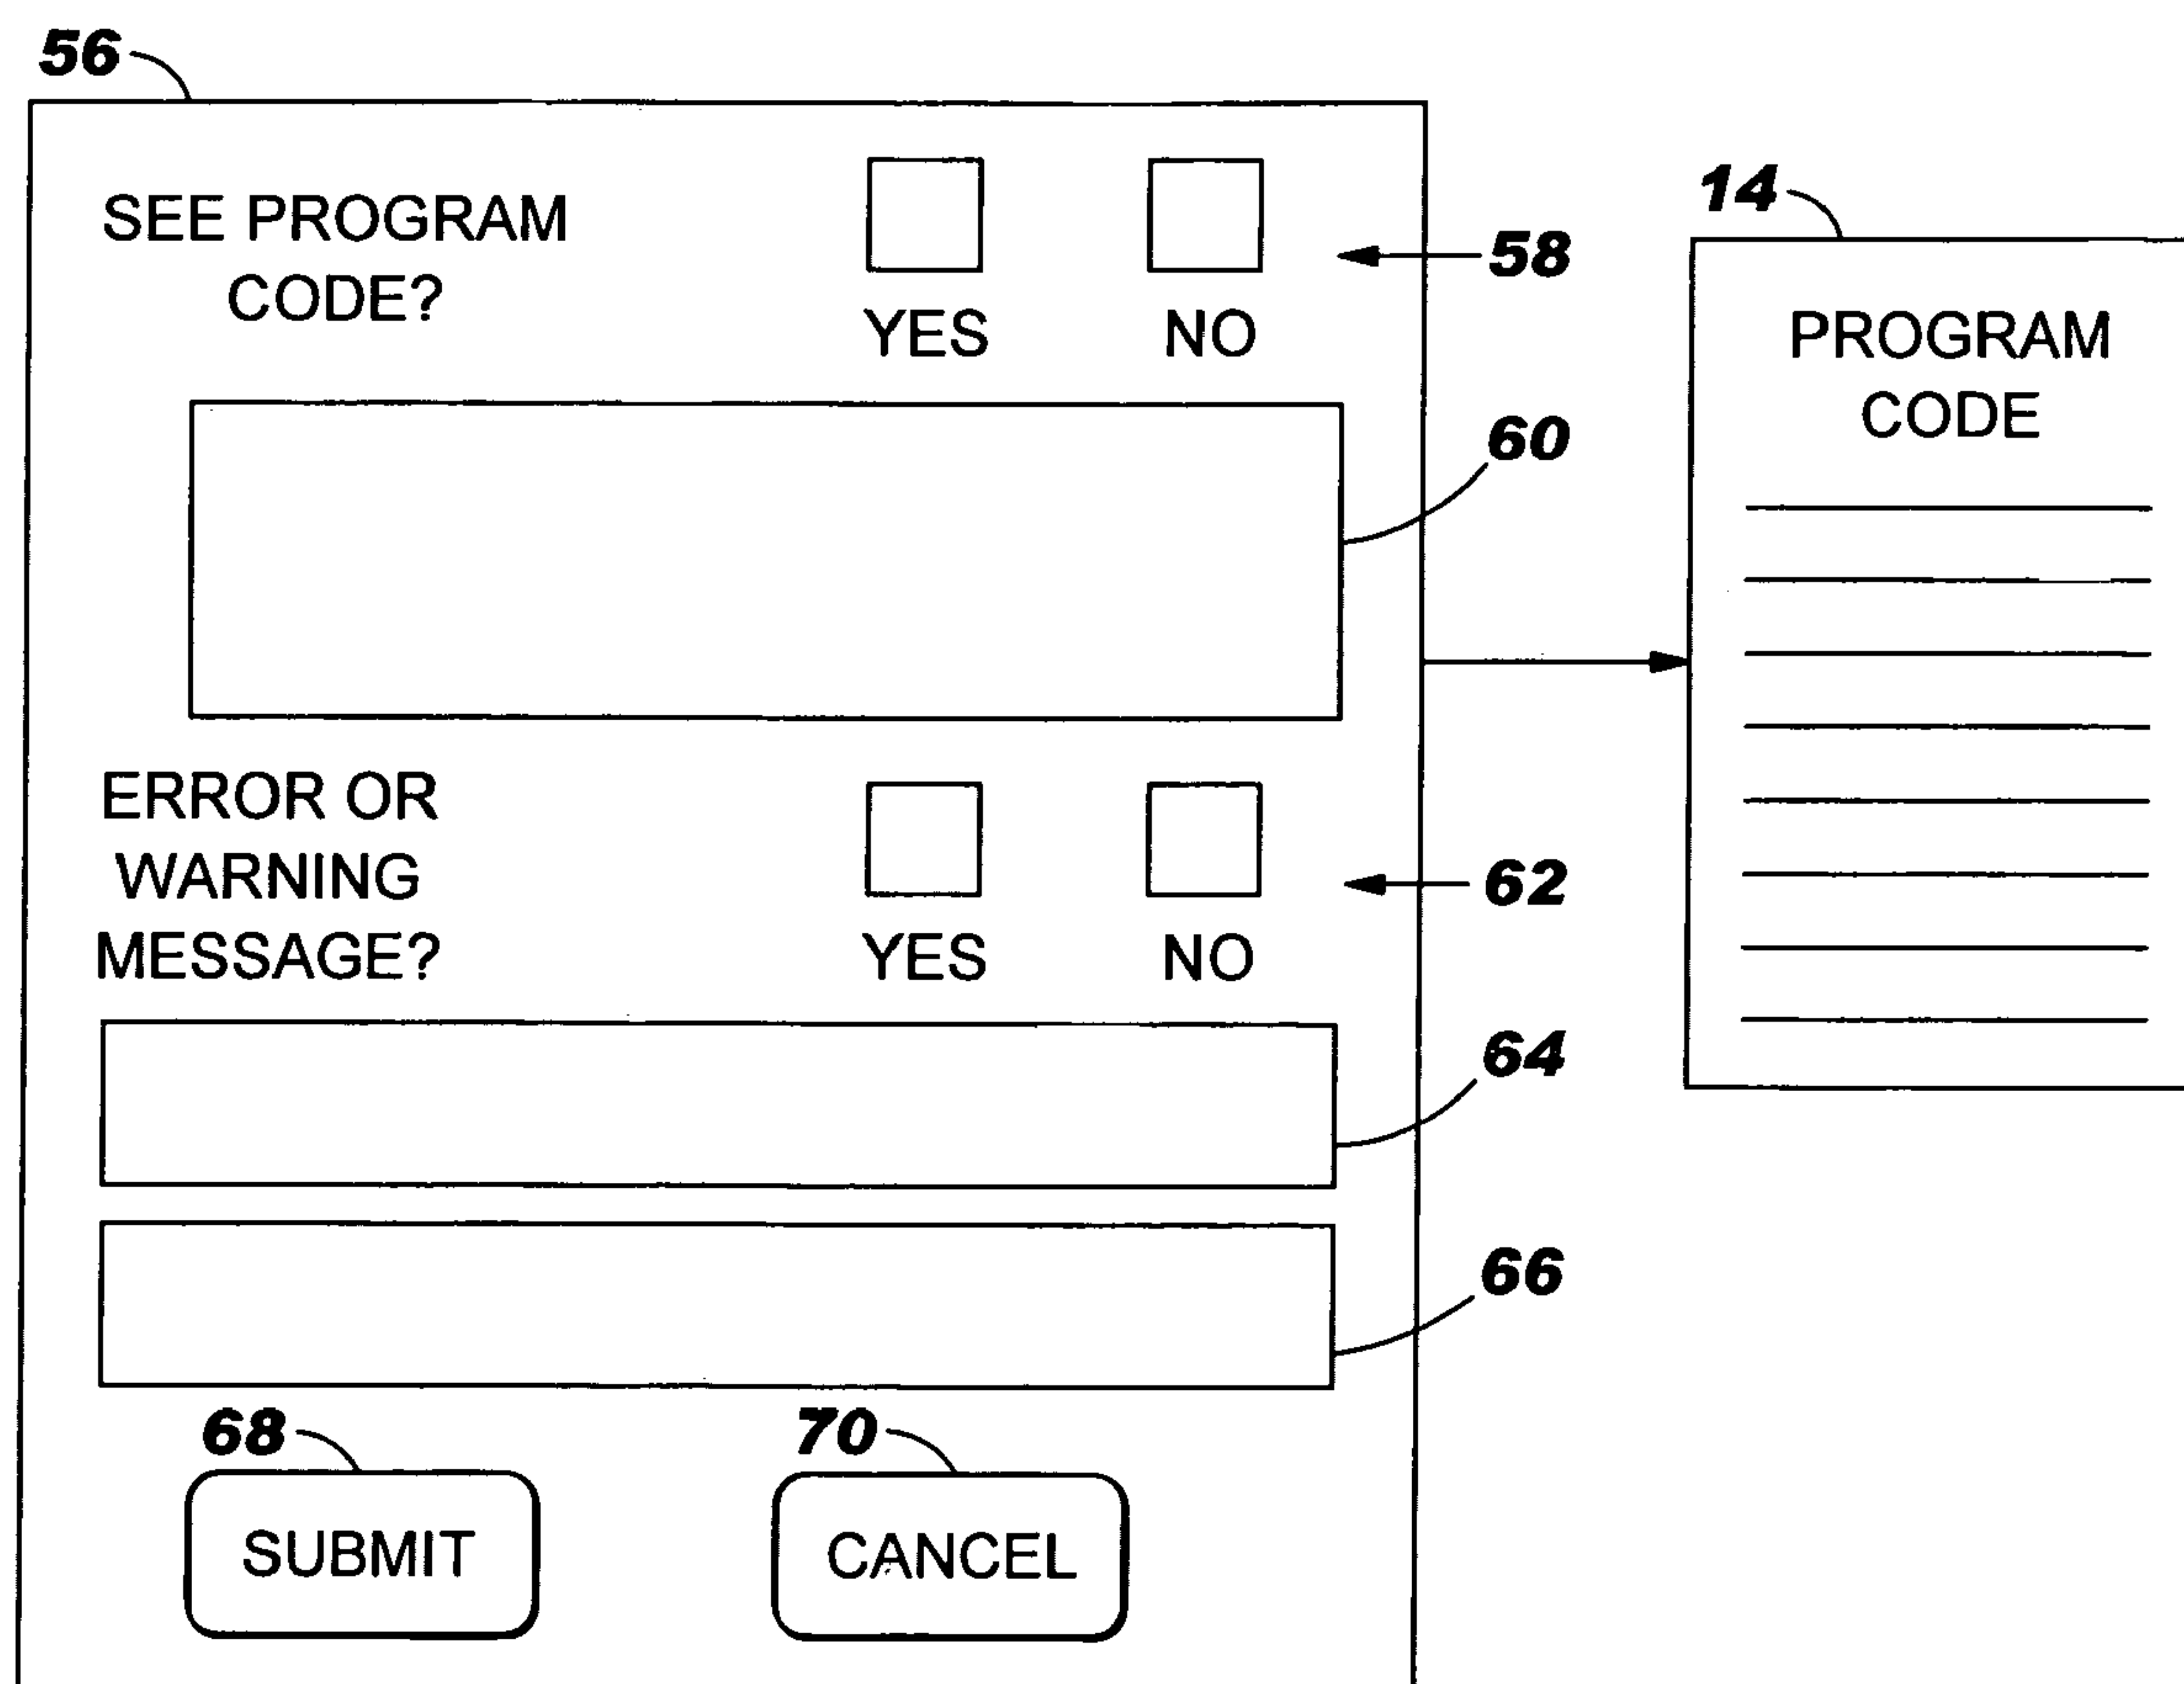 56
SEE PROGRAM
CODE?
YES
NO
58
60
ERROR OR
WARNING
MESSAGE?
YES
NO
62
64
66
68
70
SUBMIT
CANCEL
14
PROGRAM
CODE